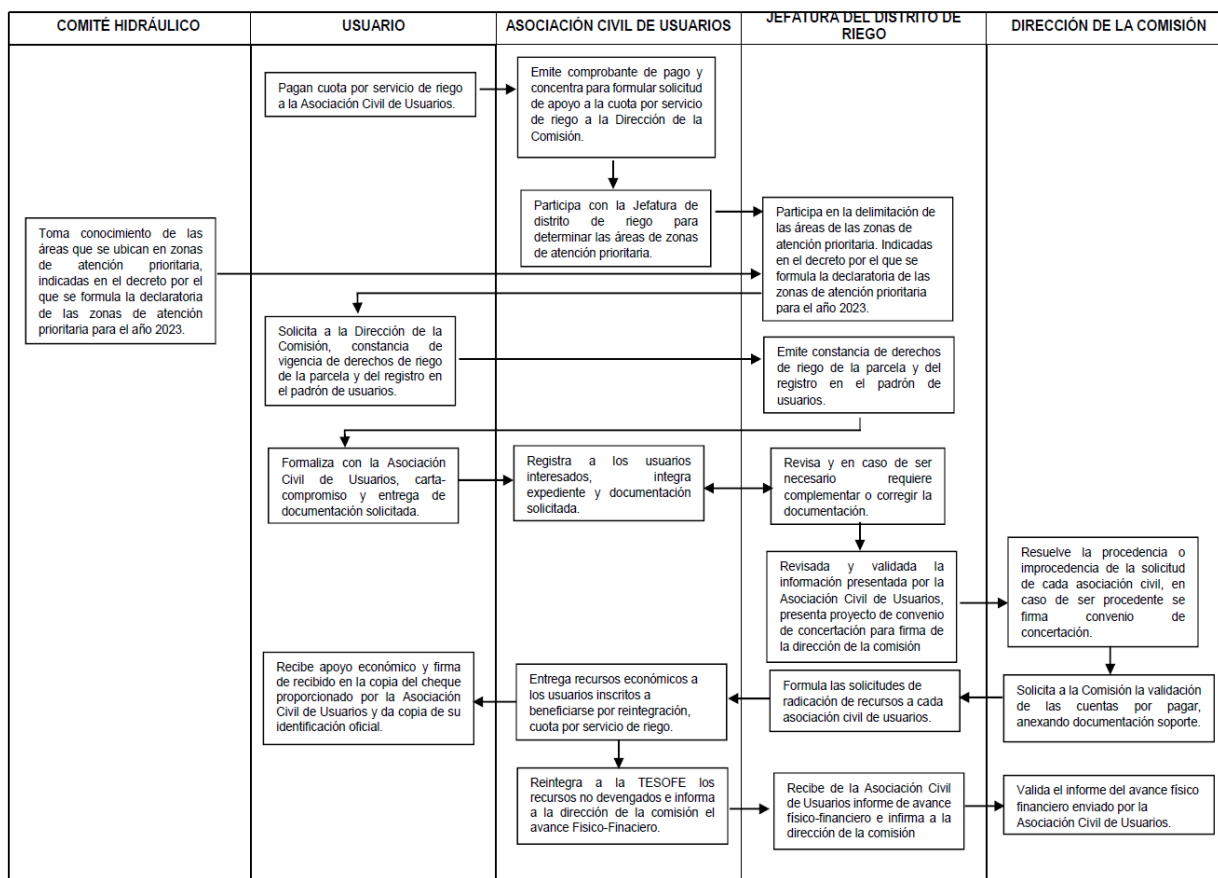 COMITÉ HIDRÁULICO
USUARIO
ASOCIACIÓN CIVIL DE USUARIOS
JEFATURA DEL DISTRITO DE
RIEGO
DIRECCIÓN DE LA COMISIÓN
Pagan cuota por servicio de riego
a la Asociación Civil de Usuarios.
Emite comprobante de pago y
concentra para formular solicitud
de apoyo a la cuota por servicio
de riego a la Dirección de la
Comisión.
Participa con la Jefatura de
distrito de riego para
determinar las áreas de zonas
de atención prioritaria.
Participa en la delimitación de
las áreas de las zonas de
atención prioritaria. Indicadas
en el decreto por el que se
formula la declaratoria de las
zonas de atención prioritaria
para el año 2023.
Toma conocimiento de las
áreas que se ubican en zonas
de atención prioritaria,
indicadas en el decreto por el
que se formula la declaratoria
de las zonas de atención
prioritaria para el año 2023.
Solicita a la Dirección de la
Comisión, constancia de
vigencia de derechos de riego
de la parcela y del registro en
el padrón de usuarios.
Emite constancia de derechos
de riego de la parcela y del
registro en el padrón de
usuarios.
Formaliza con la Asociación
Civil de Usuarios, carta-
compromiso y entrega de
documentación solicitada.
Registra a los usuarios
interesados, integra
expediente y documentación
solicitada.
Revisa y en caso de ser
necesario requiere
complementar o corregir la
documentación.
Revisada y validada la
información presentada por la
Asociación Civil de Usuarios,
presenta proyecto de convenio
de concertación para firma de
la dirección de la comisión
Resuelve la procedencia o
improcedencia de la solicitud
de cada asociación civil, en
caso de ser procedente se
firma convenio de
concertación.
Recibe apoyo económico y firma
de recibido en la copia del cheque
proporcionado por la Asociación
Civil de Usuarios y da copia de su
identificación oficial.
Entrega recursos económicos a
los usuarios inscritos a
beneficiarse por reintegración,
cuota por servicio de riego.
Formula las solicitudes de
radicación de recursos a cada
asociación civil de usuarios.
Solicita a la Comisión la validación
de las cuentas por pagar,
anexando documentación soporte.
Reintegra a la TESOFE los
recursos no devengados e informa
a la dirección de la comisión el
avance Fisico-Finaciero.
Recibe de la Asociación Civil
de Usuarios informe de avance
físico-financiero e infirma a la
dirección de la comisión
Valida el informe del avance físico
financiero enviado por la
Asociación Civil de Usuarios.